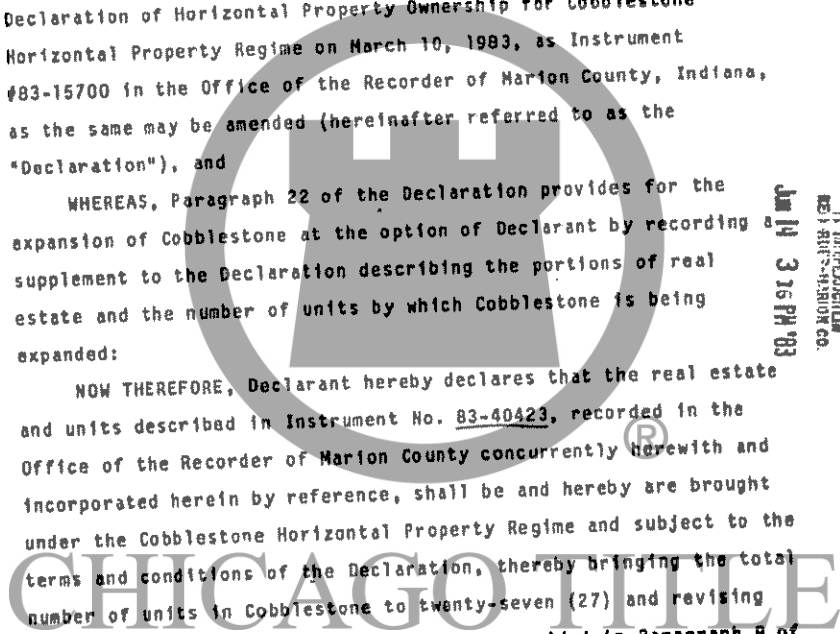 Declaration of Horizontal Property Ownership for Cobblestone
Horizontal Property Regime on March 10, 1983, as Instrument
#83-15700 in the Office of the Recorder of Marion County, Indiana,
as the same may be amended (hereinafter referred to as the
"Declaration"), and
WHEREAS, Paragraph 22 of the Declaration provides for the
expansion of Cobblestone at the option of Declarant by recording a
supplement to the Declaration describing the portions of real
estate and the number of units by which Cobblestone is being
expanded:
NOW THEREFORE, Declarant hereby declares that the real estate
and units described in Instrument No. 83-40423, recorded in the
Office of the Recorder of Marion County concurrently herewith and
incorporated herein by reference, shall be and hereby are brought
under the Cobblestone Horizontal Property Regime and subject to the
terms and conditions of the Declaration, thereby bringing the total
number of units in Cobblestone to twenty-seven (27) and revising
in Paragraph B of
Jun 14 3 16 PM '83
MARION CO.
®
CHICAGO TITLE